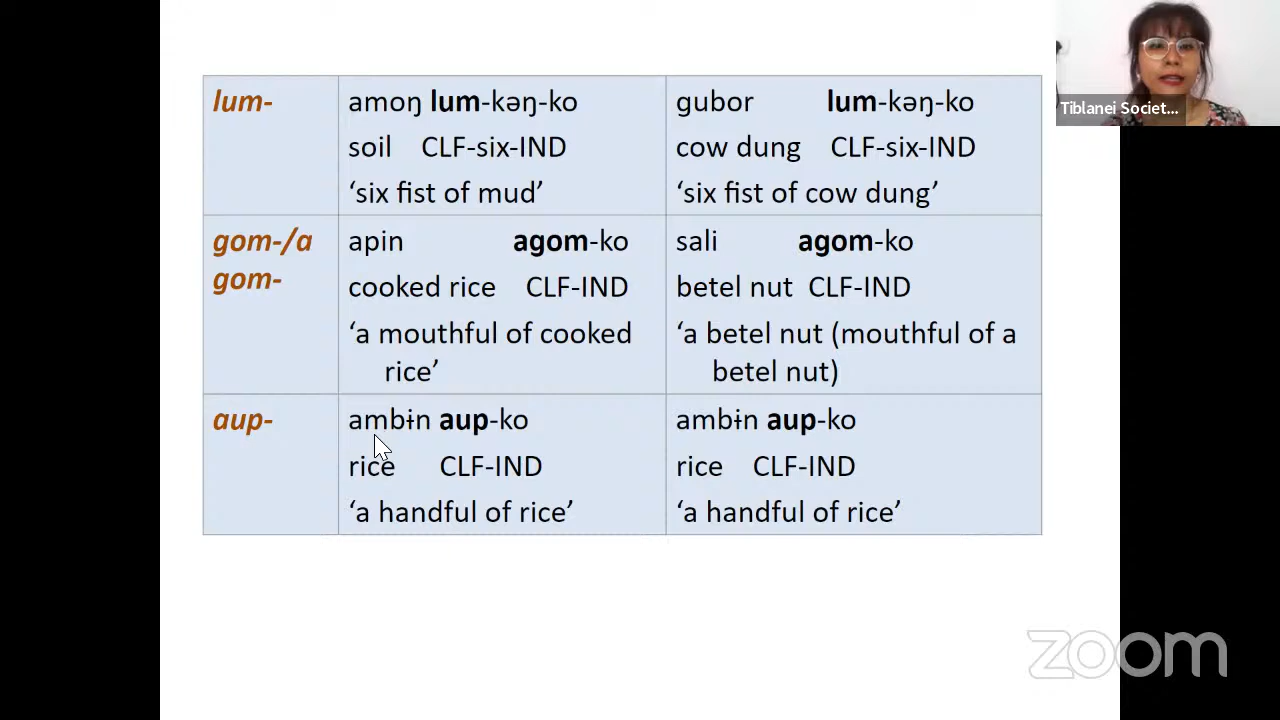 lum-
amoŋ lum-kəŋ-ko
soil CLF-six-IND
‘six fist of mud’
gubor lum-kəŋ-ko
cow dung CLF-six-IND
‘six fist of cow dung’
gom-/a
gom-
apin agom-ko
cooked rice CLF-IND
‘a mouthful of cooked
rice’
sali agom-ko
betel nut CLF-IND
‘a betel nut (mouthful of a
betel nut)
aup-
ambɨn aup-ko
rice CLF-IND
‘a handful of rice’
ambɨn aup-ko
rice CLF-IND
‘a handful of rice’
Tiblanei Societ...
zoom